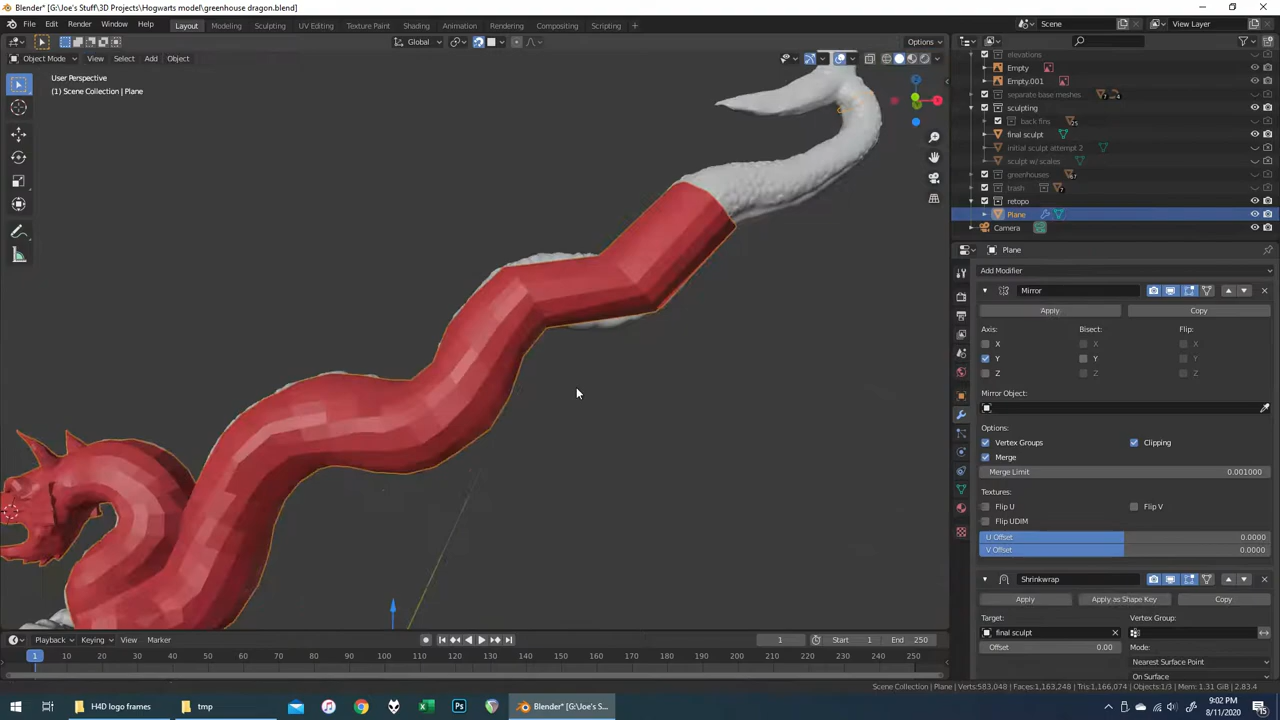 Blender* [G:\Joe's Stuff\3D Projects\Hogwarts model\greenhouse dragon.blend]
File Edit Render Window Help Layout Modeling Sculpting UV Editing Texture Paint Shading Animation Rendering Compositing Scripting + Scene View Layer
Global Options
Object Mode View Select Add Object
User Perspective
(1) Scene Collection | Plane
elevations
Empty
Empty.001
separate base meshes
sculpting
back fins
final sculpt
initial sculpt attempt 2
sculpt w/ scales
greenhouses
trash
retopo
Plane
Camera
Plane
Add Modifier
Mirror
Apply Copy
Axis: Bisect: Flip:
X X X
Y Y Y
Z Z Z
Mirror Object:
Options:
Vertex Groups Clipping
Merge
Merge Limit 0.001000
Textures:
Flip U Flip V
Flip UDIM
U Offset 0.0000
V Offset 0.0000
Shrinkwrap
Apply Apply as Shape Key Copy
Target: Vertex Group:
final sculpt
Offset 0.00 Mode:
Nearest Surface Point
On Surface
Playback Keying View Marker 1 Start 1 End 250
1 10 20 30 40 50 60 70 80 90 100 110 120 130 140 150 160 170 180 190 200 210 220 230 240 250
Scene Collection | Plane | Verts:583,048 | Faces:1,163,248 | Tris:1,166,074 | Objects:1/3 | Mem: 1.31 GiB | 2.83.4
H4D logo frames tmp Blender* [G:\Joe's S...
9:02 PM
8/11/2020